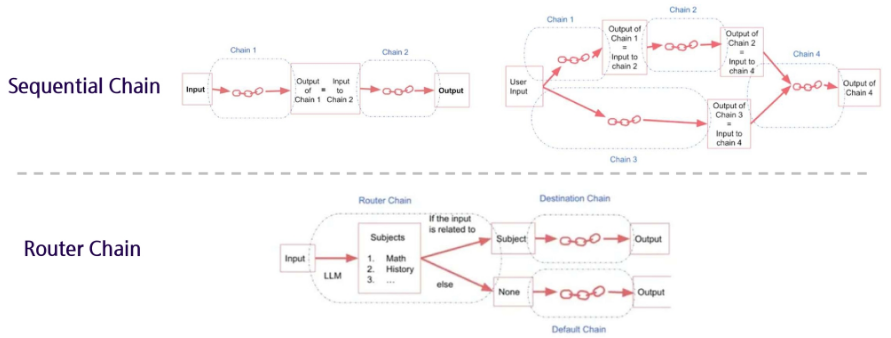 Sequential Chain
Chain 1
Chain 2
Input
Output
of
Chain 1
=
Input
to
Chain 2
Output
Chain 1
Chain 2
User
Input
Output of
Chain 1
=
Input to
chain 2
Output of
Chain 2
=
Input to
chain 4
Chain 4
Output of
Chain 4
Output of
Chain 3
=
Input to
chain 4
Chain 3
Router Chain
Router Chain
Destination Chain
Input
LLM
Subjects
1. Math
2. History
3. ...
If the input
is related to
Subject
Output
else
None
Output
Default Chain